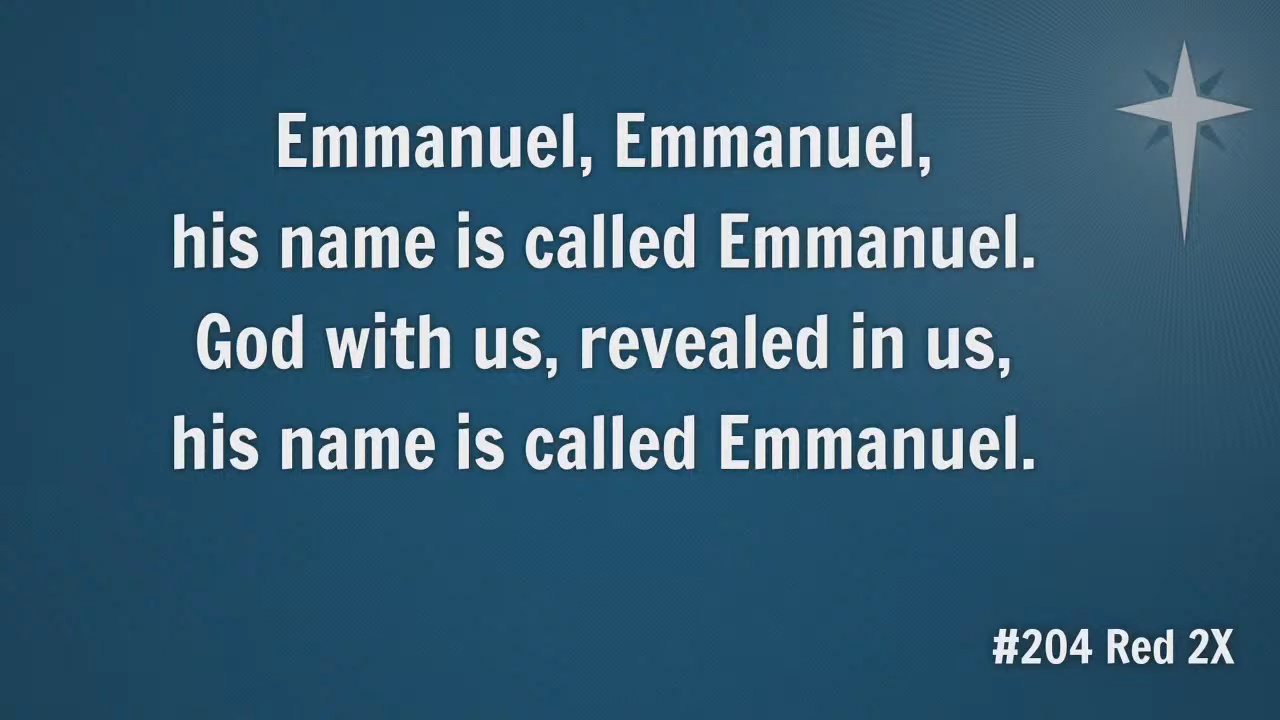 Emmanuel, Emmanuel,
his name is called Emmanuel.
God with us, revealed in us,
his name is called Emmanuel.
#204 Red 2X